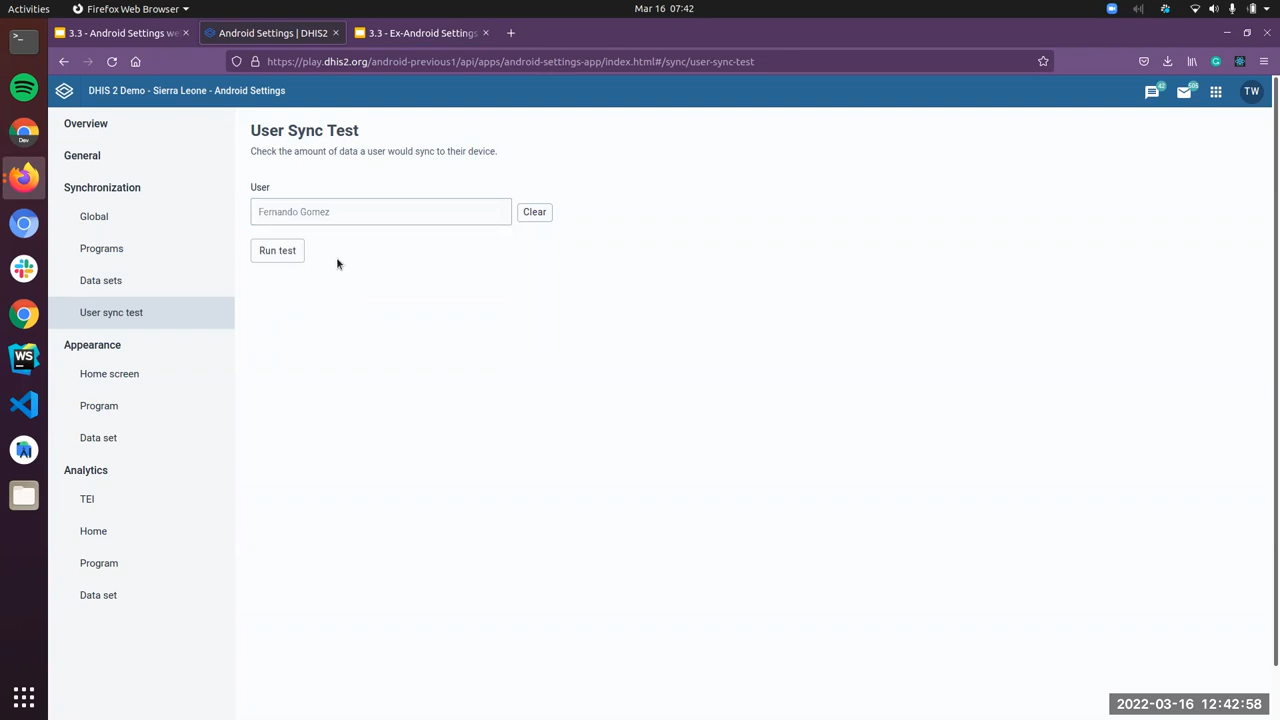 Activities
Firefox Web Browser
Mar 16 07:42
3.3 - Android Settings we
Android Settings | DHIS2
3.3 - Ex-Android Settings
https://play.dhis2.org/android-previous1/api/apps/android-settings-app/index.html#/sync/user-sync-test
DHIS 2 Demo - Sierra Leone - Android Settings
TW
Overview
General
Synchronization
Global
Programs
Data sets
User sync test
Appearance
Home screen
Program
Data set
Analytics
TEI
Home
Program
Data set
User Sync Test
Check the amount of data a user would sync to their device.
User
Fernando Gomez
Clear
Run test
Dev
WS
2022-03-16 12:42:58